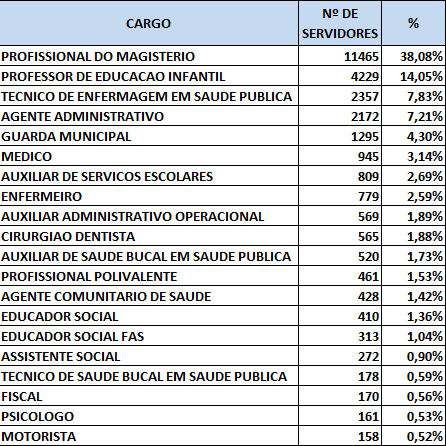 CARGO Nº DE SERVIDORES %
PROFISSIONAL DO MAGISTERIO 11465 38,08%
PROFESSOR DE EDUCACAO INFANTIL 4229 14,05%
TECNICO DE ENFERMAGEM EM SAUDE PUBLICA 2357 7,83%
AGENTE ADMINISTRATIVO 2172 7,21%
GUARDA MUNICIPAL 1295 4,30%
MEDICO 945 3,14%
AUXILIAR DE SERVICOS ESCOLARES 809 2,69%
ENFERMEIRO 779 2,59%
AUXILIAR ADMINISTRATIVO OPERACIONAL 569 1,89%
CIRURGIAO DENTISTA 565 1,88%
AUXILIAR DE SAUDE BUCAL EM SAUDE PUBLICA 520 1,73%
PROFISSIONAL POLIVALENTE 461 1,53%
AGENTE COMUNITARIO DE SAUDE 428 1,42%
EDUCADOR SOCIAL 410 1,36%
EDUCADOR SOCIAL FAS 313 1,04%
ASSISTENTE SOCIAL 272 0,90%
TECNICO DE SAUDE BUCAL EM SAUDE PUBLICA 178 0,59%
FISCAL 170 0,56%
PSICOLOGO 161 0,53%
MOTORISTA 158 0,52%